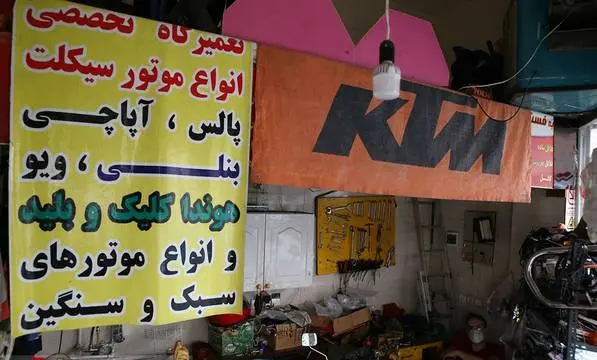 تعمیرگاه تخصصی
انواع موتور سیکلت
پالس ، آپاچی
بنلی ، ویو
هوندا کلیک و بلید
و انواع موتورهای
سبک و سنگین
KTM